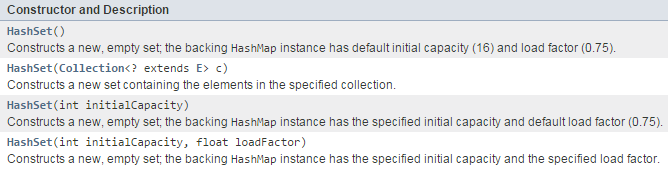 Constructor and Description
HashSet()
Constructs a new, empty set; the backing HashMap instance has default initial capacity (16) and load factor (0.75).
HashSet(Collection<? extends E> c)
Constructs a new set containing the elements in the specified collection.
HashSet(int initialCapacity)
Constructs a new, empty set; the backing HashMap instance has the specified initial capacity and default load factor (0.75).
HashSet(int initialCapacity, float loadFactor)
Constructs a new, empty set; the backing HashMap instance has the specified initial capacity and the specified load factor.